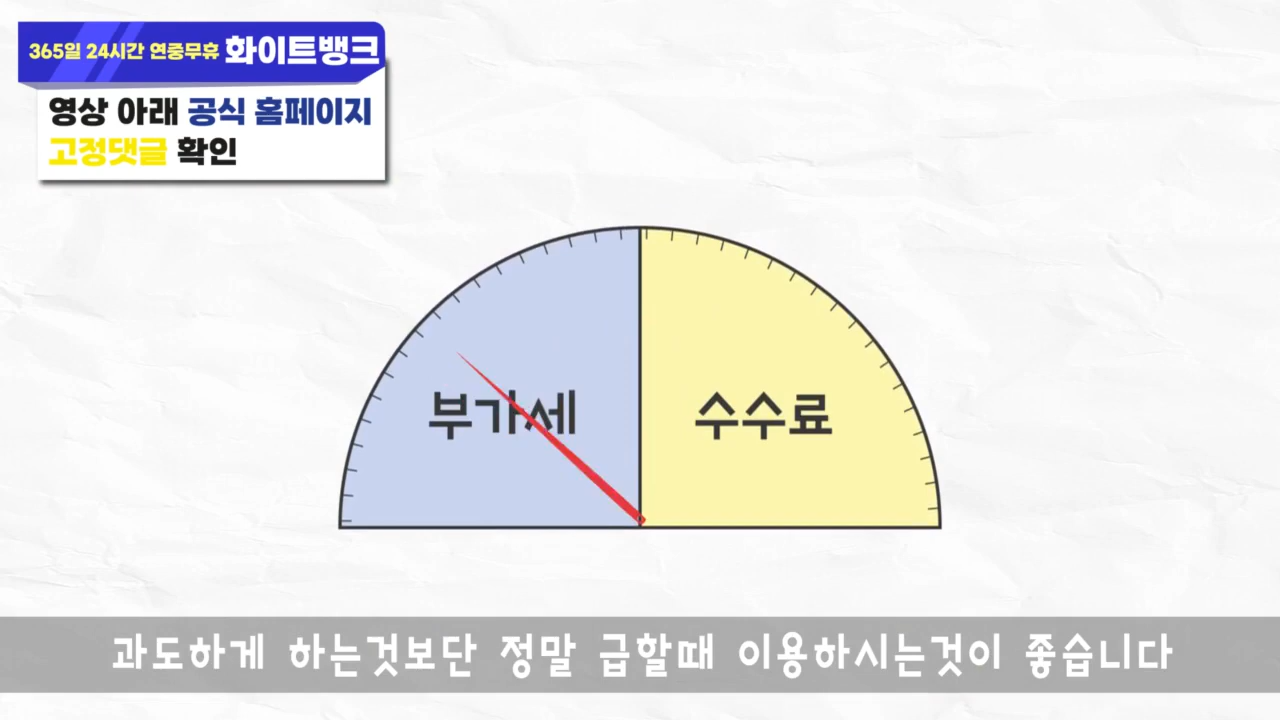 365일 24시간 연중무휴 화이트뱅크
영상 아래 공식 홈페이지
고정댓글 확인
부가세
수수료
과도하게 하는것보단 정말 급할때 이용하시는것이 좋습니다